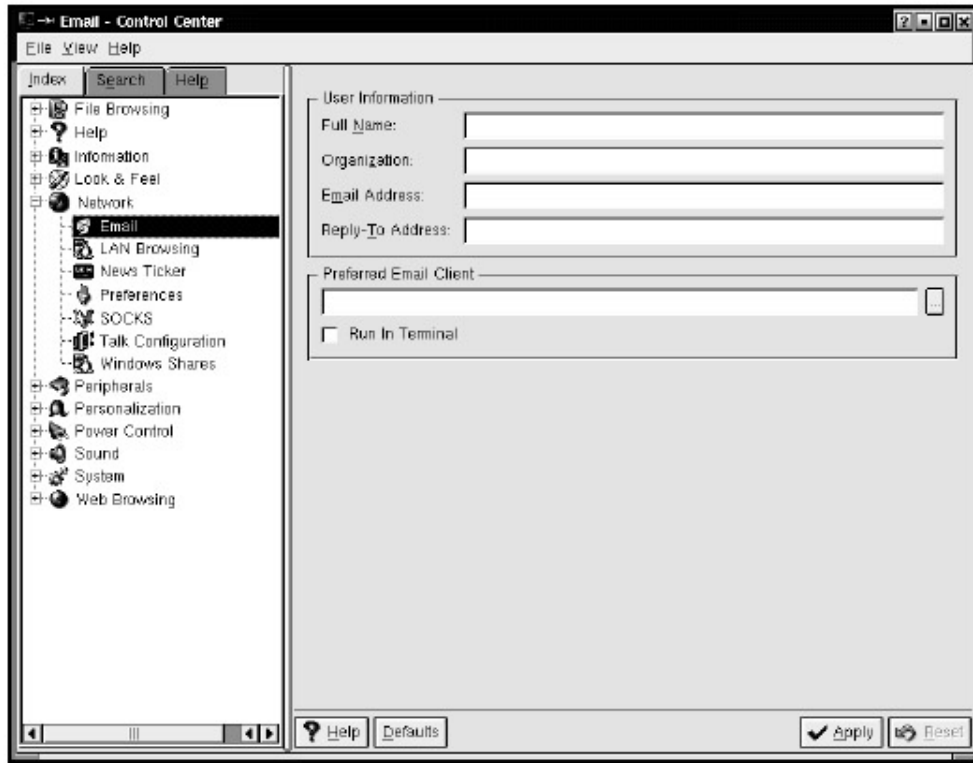 Email - Control Center
File View Help
Index Search Help
File Browsing
Help
Information
Look & Feel
Network
Email
LAN Browsing
News Ticker
Preferences
SOCKS
Talk Configuration
Windows Shares
Peripherals
Personalization
Power Control
Sound
System
Web Browsing
User Information
Full Name:
Organization:
Email Address:
Reply-To Address:
Preferred Email Client
...
Run In Terminal
Help Defaults Apply Reset